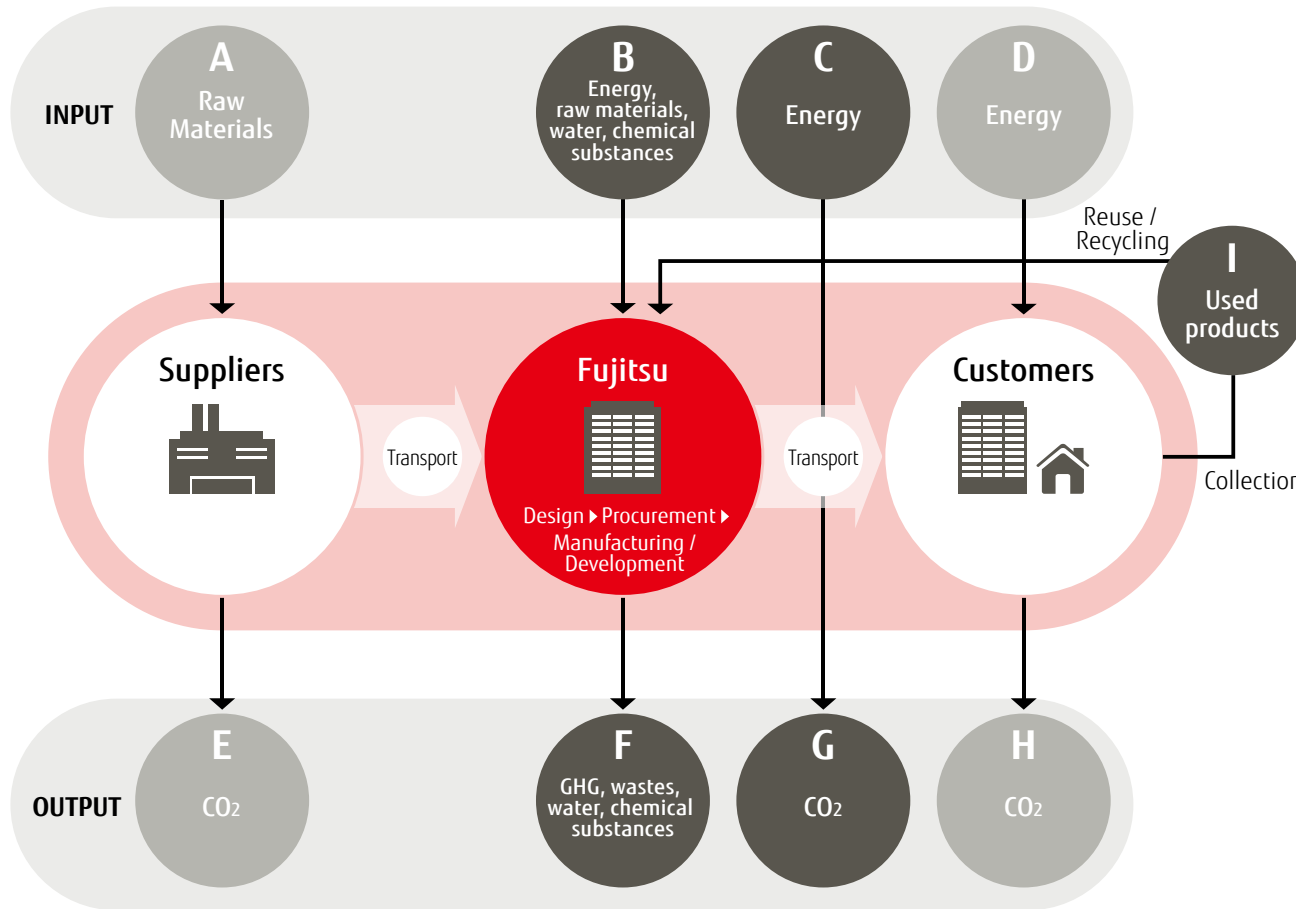 INPUT
A
Raw
Materials
B
Energy,
raw materials,
water, chemical
substances
C
Energy
D
Energy
Reuse /
Recycling
I
Used
products
Collection
Suppliers
Transport
Fujitsu
Design ▶ Procurement ▶
Manufacturing /
Development
Transport
Customers
OUTPUT
E
CO₂
F
GHG, wastes,
water, chemical
substances
G
CO₂
H
CO₂